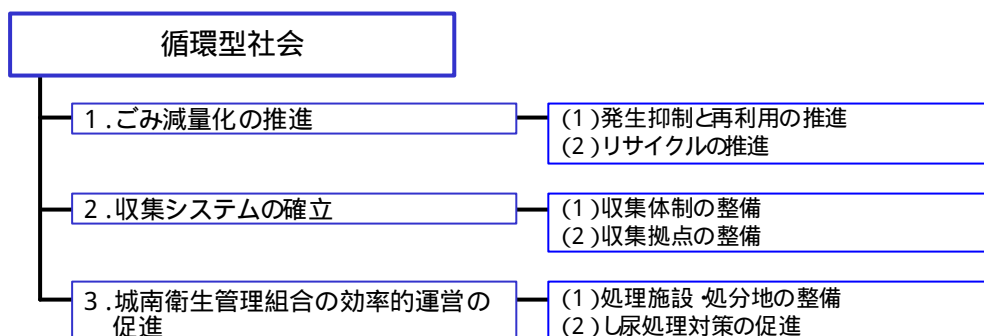 循環型社会
1.ごみ減量化の推進
(1)発生抑制と再利用の推進
(2)リサイクルの推進
2.収集システムの確立
(1)収集体制の整備
(2)収集拠点の整備
3.城南衛生管理組合の効率的運営の
促進
(1)処理施設・処分地の整備
(2)し尿処理対策の促進